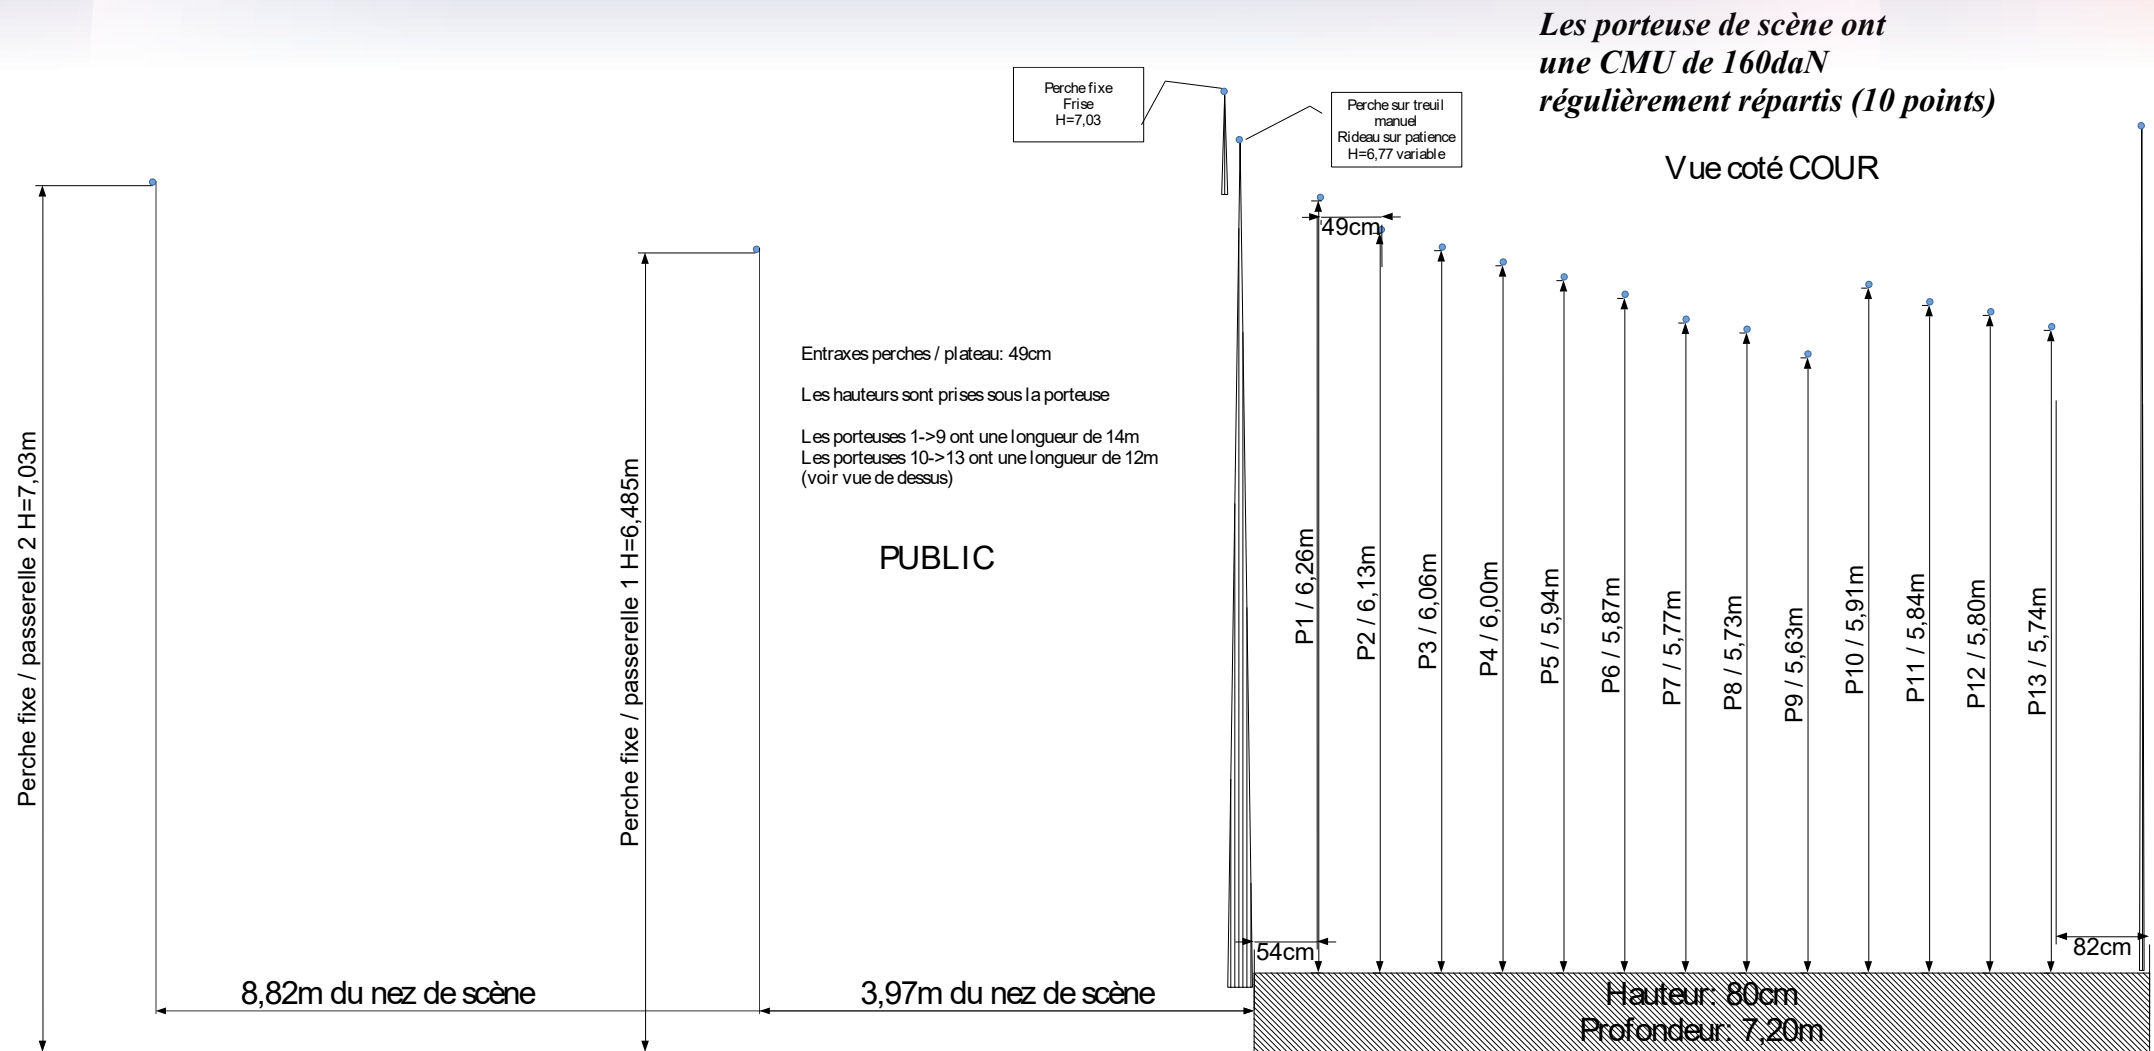 Les porteuse de scène ont
une CMU de 160daN
régulièrement répartis (10 points)
Perche fixe
Frise
H=7,03
Perche sur treuil
manuel
Rideau sur patience
H=6,77 variable
Vue coté COUR
49cm
Entraxes perches / plateau: 49cm
Les hauteurs sont prises sous la porteuse
Les porteuses 1->9 ont une longueur de 14m
Les porteuses 10->13 ont une longueur de 12m
(voir vue de dessus)
PUBLIC
Perche fixe / passerelle 2 H=7,03m
Perche fixe / passerelle 1 H=6,485m
P1 / 6,26m
P2 / 6,13m
P3 / 6,06m
P4 / 6,00m
P5 / 5,94m
P6 / 5,87m
P7 / 5,77m
P8 / 5,73m
P9 / 5,63m
P10 / 5,91m
P11 / 5,84m
P12 / 5,80m
P13 / 5,74m
54cm
82cm
8,82m du nez de scène
3,97m du nez de scène
Hauteur: 80cm
Profondeur: 7,20m